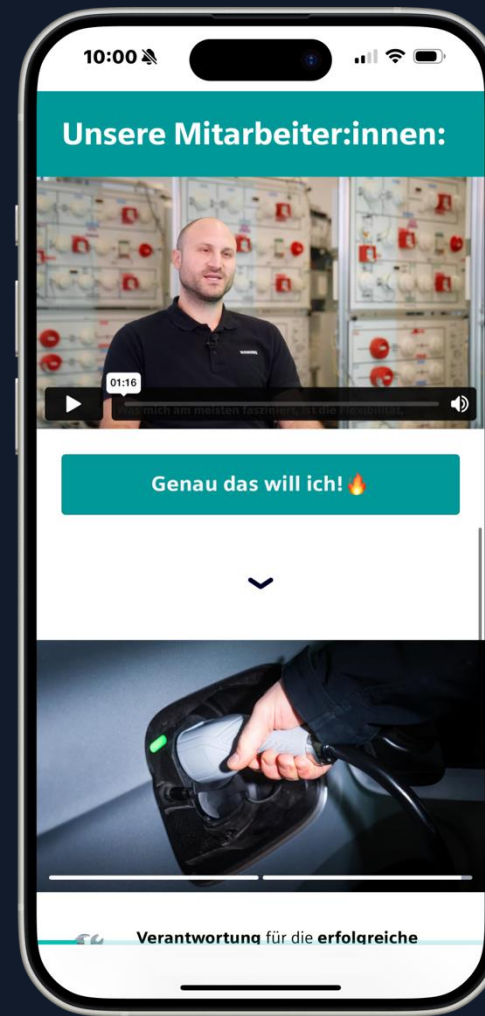 10:00
Unsere Mitarbeiter:innen:
SIEMENS
01:16
Was mich am meisten fasziniert, ist die Flexibilität,
Genau das will ich!🔥
Verantwortung für die erfolgreiche